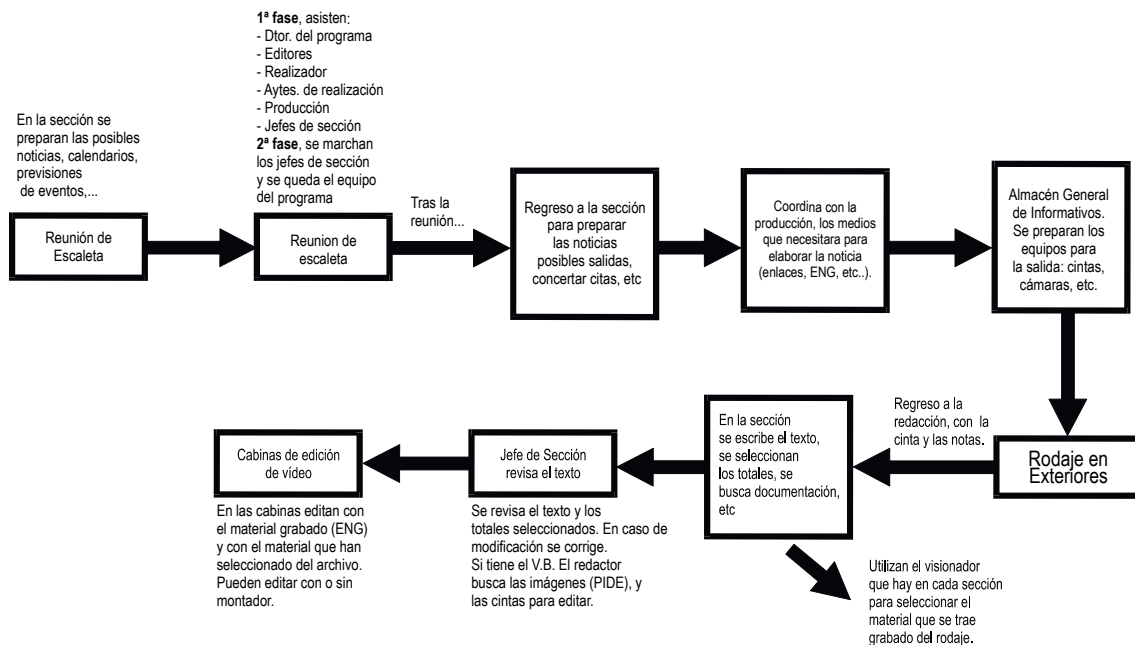 En la sección se
preparan las posibles
noticias, calendarios,
previsiones
de eventos,...
Reunión de
Escaleta
1ª fase, asisten:
- Dtor. del programa
- Editores
- Realizador
- Aytes. de realización
- Producción
- Jefes de sección
2ª fase, se marchan
los jefes de sección
y se queda el equipo
del programa
Reunion de
escaleta
Tras la
reunión...
Regreso a la sección
para preparar
las noticias
posibles salidas,
concertar citas, etc
Coordina con la
producción, los medios
que necesitara para
elaborar la noticia
(enlaces, ENG, etc..).
Almacén General
de Informativos.
Se preparan los
equipos para
la salida: cintas,
cámaras, etc.
Rodaje en
Exteriores
Regreso a la
redacción, con la
cinta y las notas.
En la sección
se escribe el texto,
se seleccionan
los totales, se
busca documentación,
etc
Utilizan el visionador
que hay en cada sección
para seleccionar el
material que se trae
grabado del rodaje.
Jefe de Sección
revisa el texto
Se revisa el texto y los
totales seleccionados. En caso de
modificación se corrige.
Si tiene el V.B. El redactor
busca las imágenes (PIDE), y
las cintas para editar.
Cabinas de edición
de vídeo
En las cabinas editan con
el material grabado (ENG)
y con el material que han
seleccionado del archivo.
Pueden editar con o sin
montador.